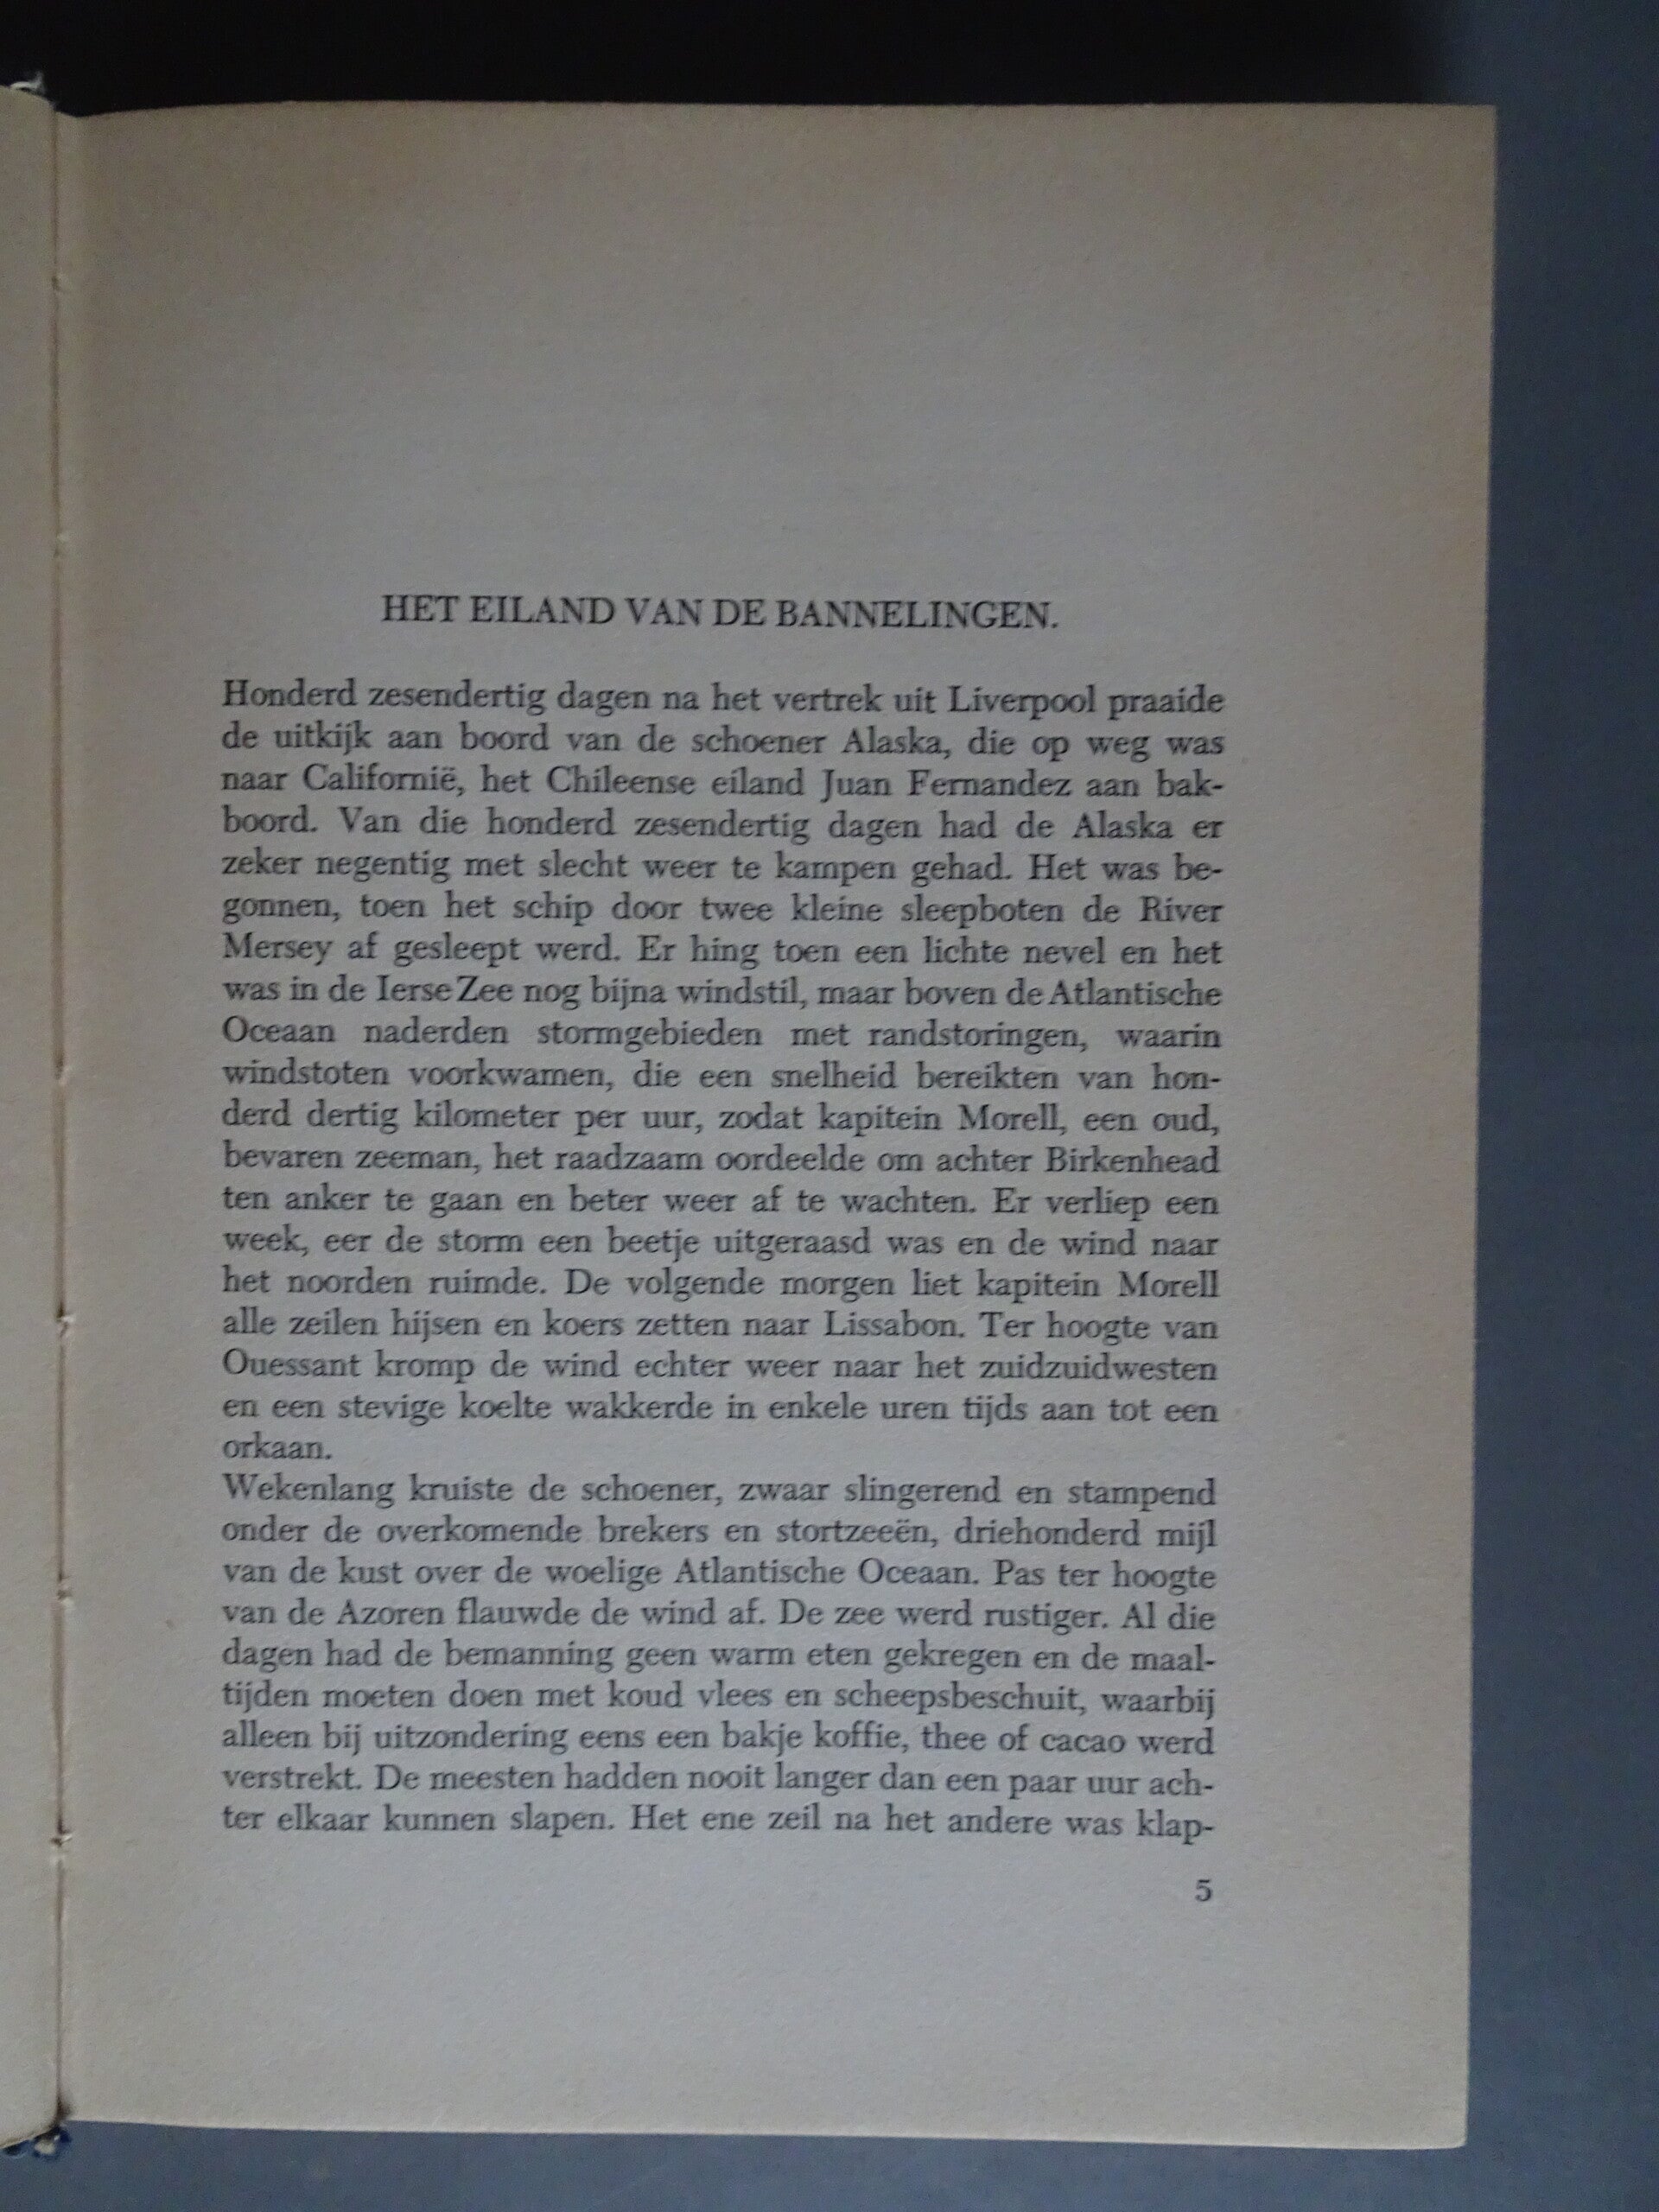 HET EILAND VAN DE BANNELINGEN.
Honderd zesendertig dagen na het vertrek uit Liverpool praaide
de uitkijk aan boord van de schoener Alaska, die op weg was
naar Californië, het Chileense eiland Juan Fernandez aan bak-
boord. Van die honderd zesendertig dagen had de Alaska er
zeker negentig met slecht weer te kampen gehad. Het was be-
gonnen, toen het schip door twee kleine sleepboten de River
Mersey af gesleept werd. Er hing toen een lichte nevel en het
was in de Ierse Zee nog bijna windstil, maar boven de Atlantische
Oceaan naderden stormgebieden met randstoringen, waarin
windstoten voorkwamen, die een snelheid bereikten van hon-
derd dertig kilometer per uur, zodat kapitein Morell, een oud,
bevaren zeeman, het raadzaam oordeelde om achter Birkenhead
ten anker te gaan en beter weer af te wachten. Er verliep een
week, eer de storm een beetje uitgeraasd was en de wind naar
het noorden ruimde. De volgende morgen liet kapitein Morell
alle zeilen hijsen en koers zetten naar Lissabon. Ter hoogte van
Ouessant kromp de wind echter weer naar het zuidzuidwesten
en een stevige koelte wakkerde in enkele uren tijds aan tot een
orkaan.
Wekenlang kruiste de schoener, zwaar slingerend en stampend
onder de overkomende brekers en stortzeeën, driehonderd mijl
van de kust over de woelige Atlantische Oceaan. Pas ter hoogte
van de Azoren flauwde de wind af. De zee werd rustiger. Al die
dagen had de bemanning geen warm eten gekregen en de maal-
tijden moeten doen met koud vlees en scheepsbeschuit, waarbij
alleen bij uitzondering eens een bakje koffie, thee of cacao werd
verstrekt. De meesten hadden nooit langer dan een paar uur ach-
ter elkaar kunnen slapen. Het ene zeil na het andere was klap-
5